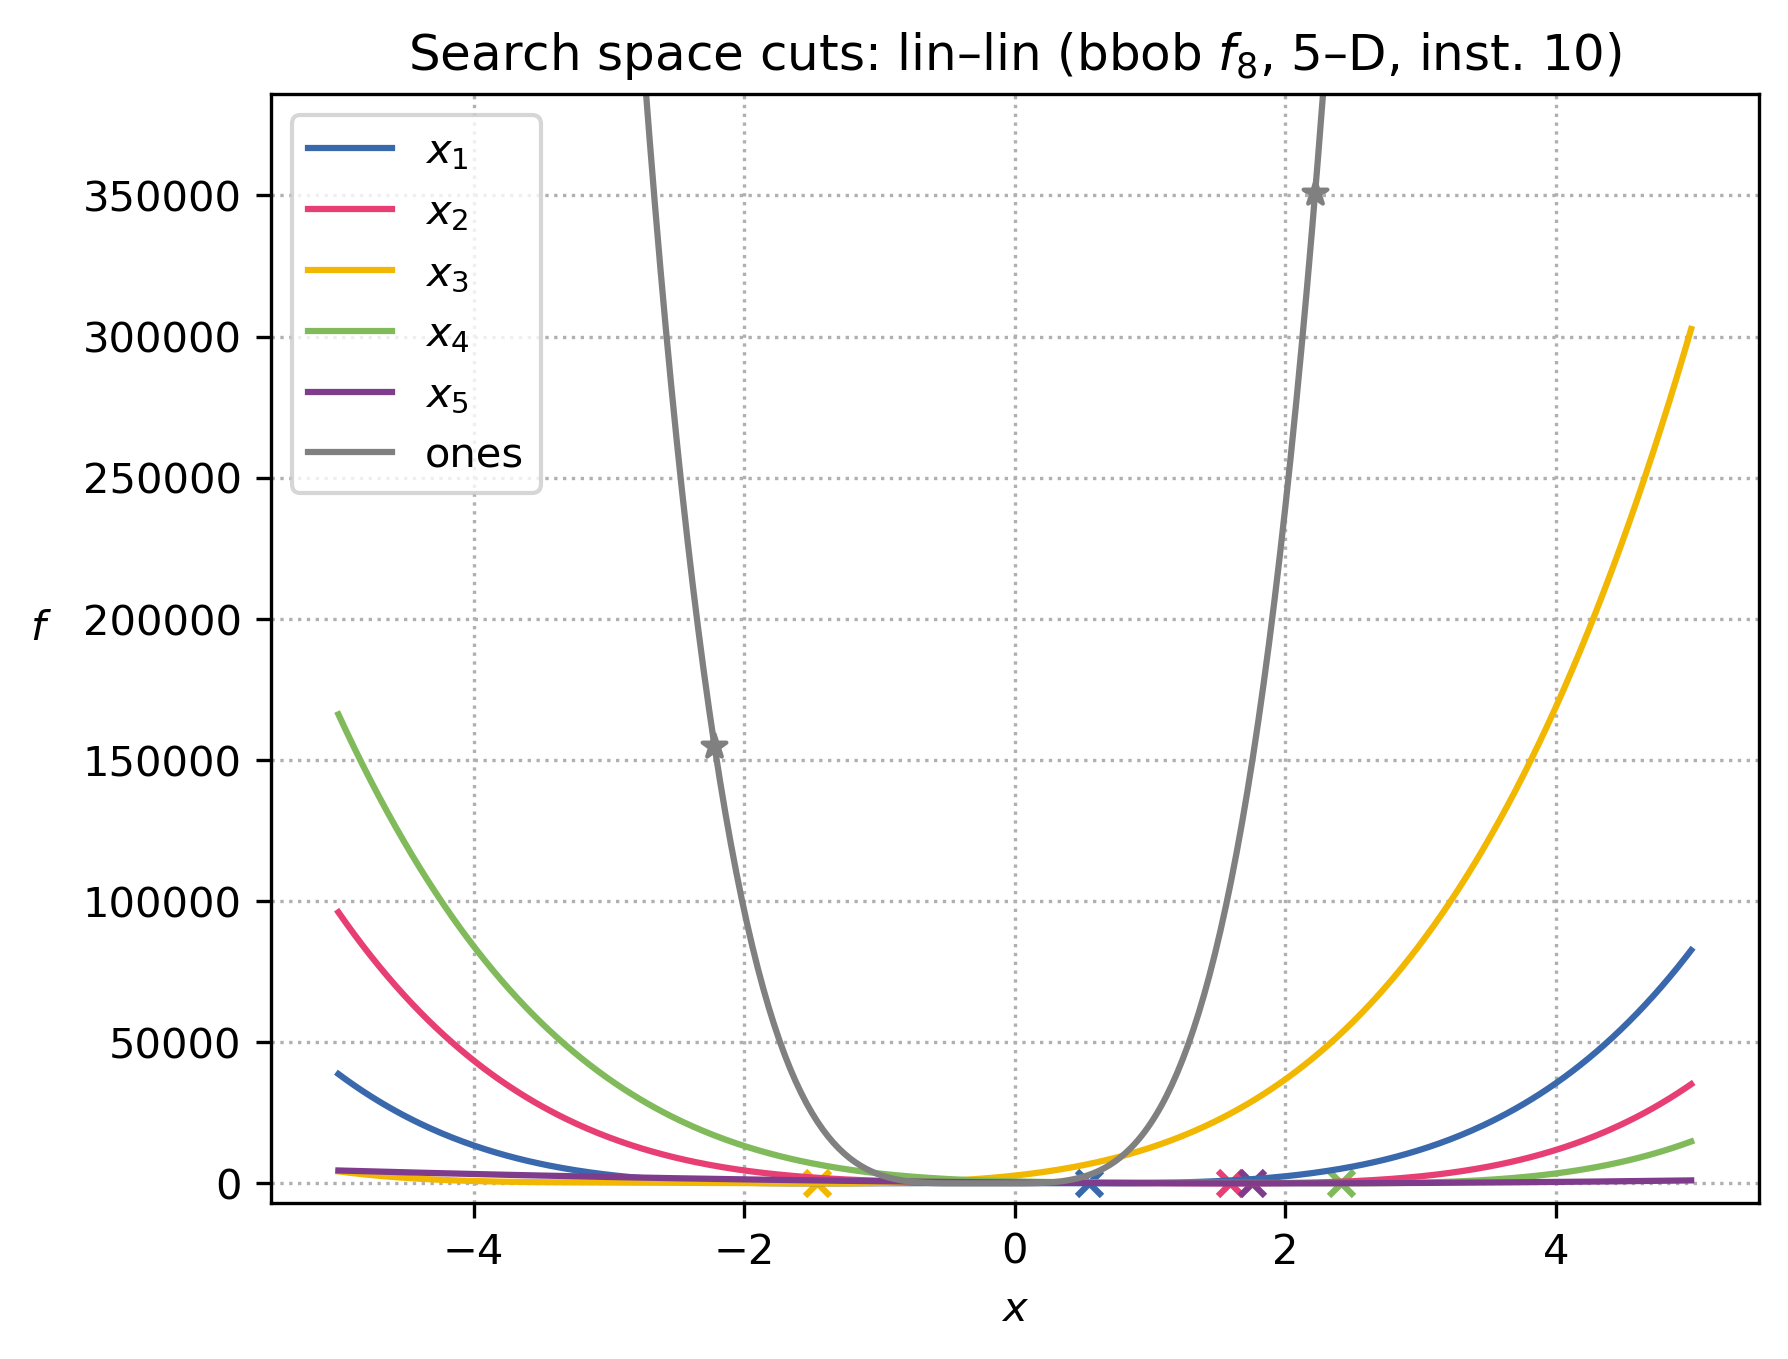 Search space cuts: lin–lin (bbob f₈, 5–D, inst. 10)
x₁
x₂
x₃
x₄
x₅
ones
350000
300000
250000
200000
150000
100000
50000
0
f
−4 −2 0 2 4
x